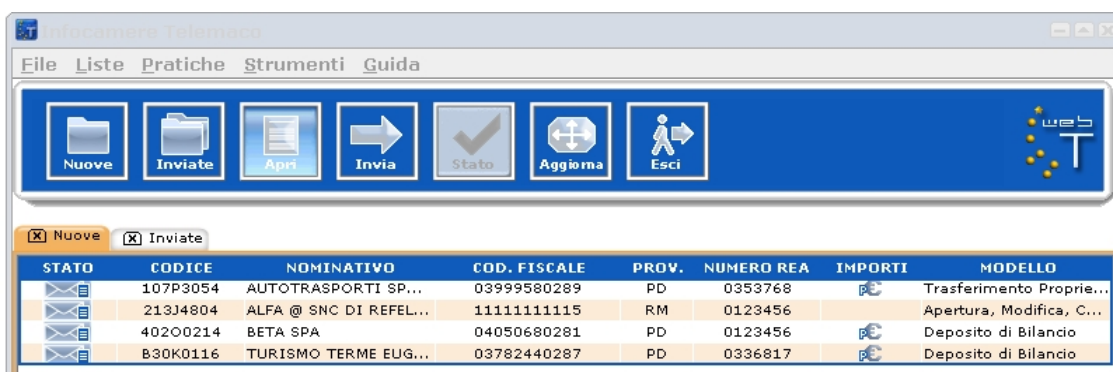 Infocamere Telemaco
File Liste Pratiche Strumenti Guida
Nuove Inviate Apri Invia Stato Aggiorna Esci
web T
Nuove Inviate
STATO CODICE NOMINATIVO COD. FISCALE PROV. NUMERO REA IMPORTI MODELLO
107P3054 AUTOTRASPORTI SP... 03999580289 PD 0353768 Trasferimento Proprie...
213J4804 ALFA @ SNC DI REFEL... 11111111115 RM 0123456 Apertura, Modifica, C...
402O0214 BETA SPA 04050680281 PD 0123456 Deposito di Bilancio
B30K0116 TURISMO TERME EUG... 03782440287 PD 0336817 Deposito di Bilancio